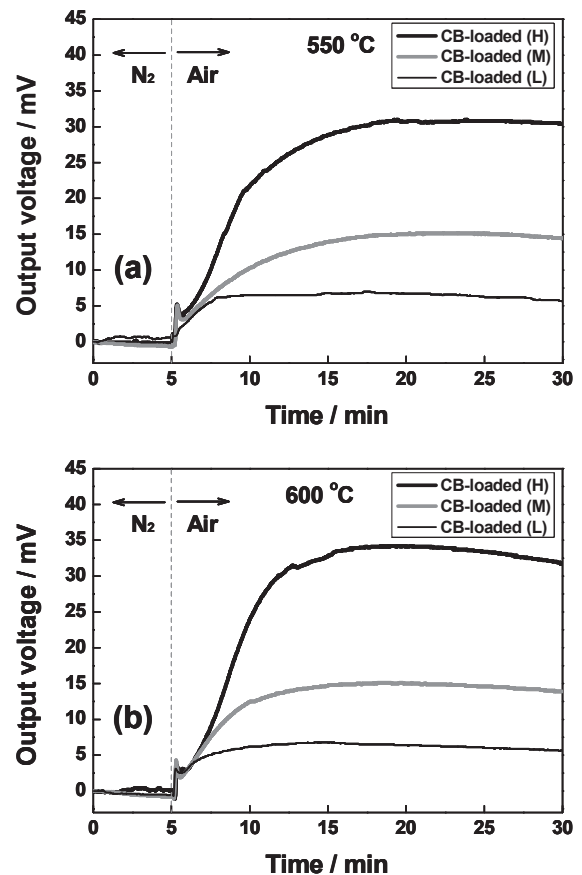 45
40
35
30
25
20
15
10
5
0
Output voltage / mV
N2
Air
550 °C
CB-loaded (H)
CB-loaded (M)
CB-loaded (L)
(a)
0 5 10 15 20 25 30
Time / min
45
40
35
30
25
20
15
10
5
0
Output voltage / mV
N2
Air
600 °C
CB-loaded (H)
CB-loaded (M)
CB-loaded (L)
(b)
0 5 10 15 20 25 30
Time / min